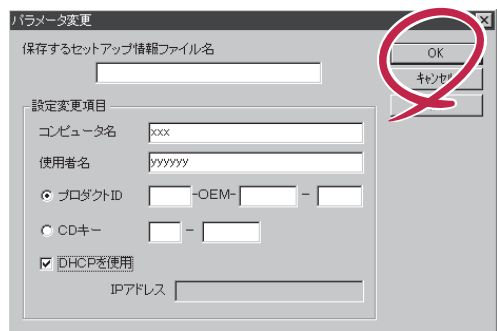 パラメータ変更
保存するセットアップ情報ファイル名
OK
キャンセル
設定変更項目
コンピュータ名 xxx
使用者名 yyyyyy
プロダクトID -OEM- -
CDキー -
DHCPを使用
IPアドレス